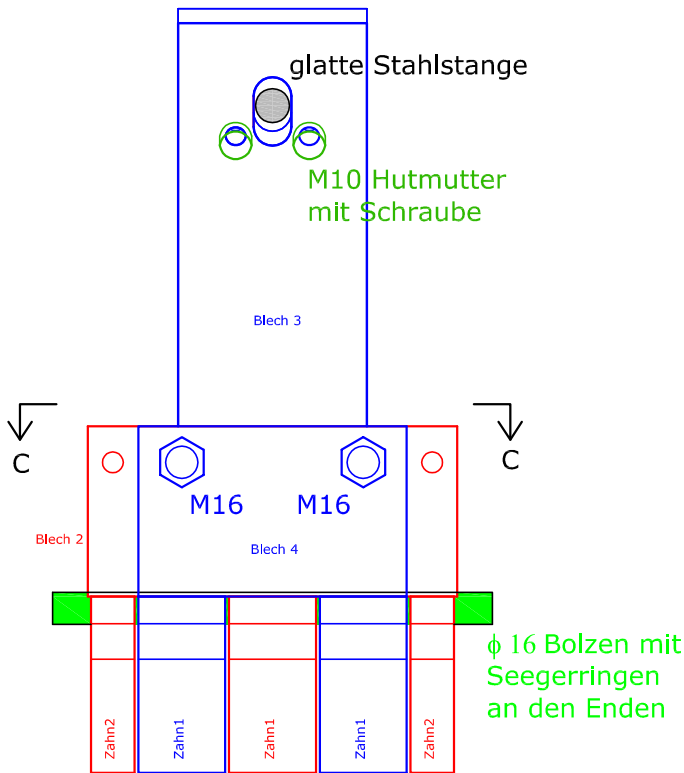 glatte Stahlstange
M10 Hutmutter
mit Schraube
Blech 3
C
C
M16
M16
Blech 2
Blech 4
ϕ 16 Bolzen mit
Seegerringen
an den Enden
Zahn2
Zahn1
Zahn1
Zahn1
Zahn2